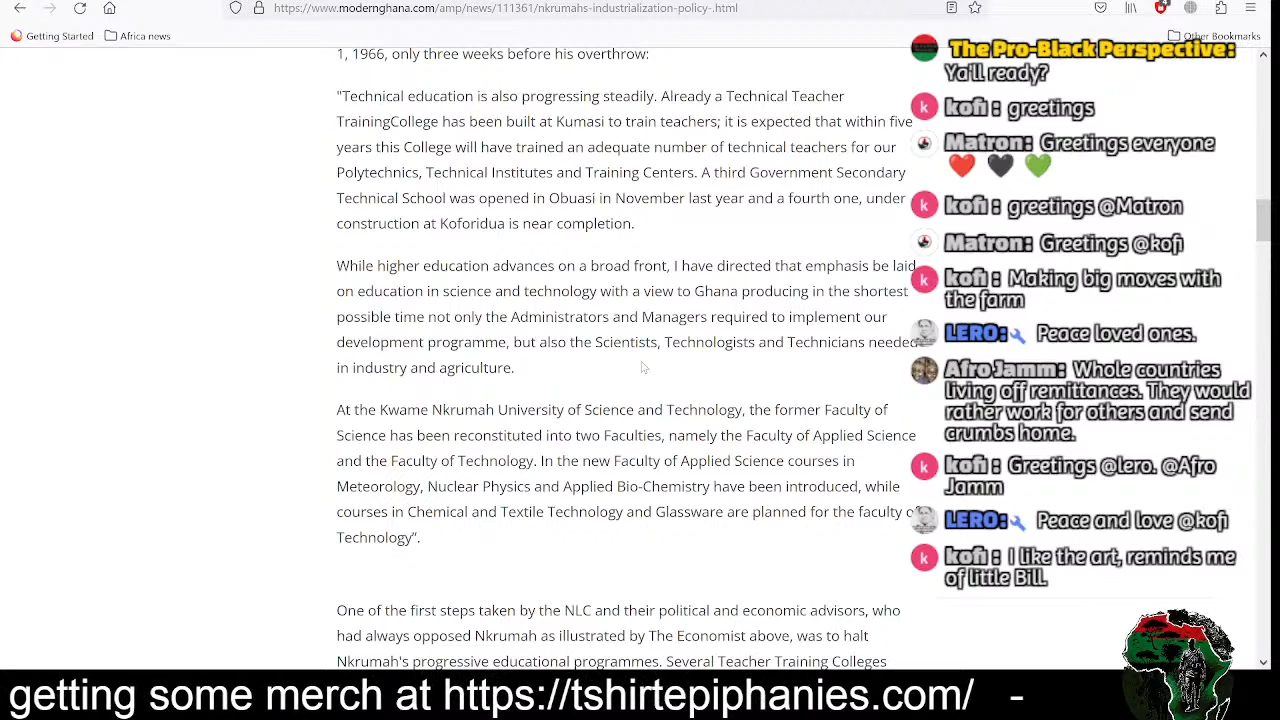 https://www.modernghana.com/amp/news/111361/nkrumahs-industrialization-policy-.html
Getting Started
Africa news
Other Bookmarks
1, 1966, only three weeks before his overthrow:
"Technical education is also progressing steadily. Already a Technical Teacher
Training College has been built at Kumasi to train teachers; it is expected that within five
years this College will have trained an adequate number of technical teachers for our
Polytechnics, Technical Institutes and Training Centers. A third Government Secondary
Technical School was opened in Obuasi in November last year and a fourth one, under
construction at Koforidua is near completion.
While higher education advances on a broad front, I have directed that emphasis be laid
on education in science and technology with a view to Ghana producing in the shortest
possible time not only the Administrators and Managers required to implement our
development programme, but also the Scientists, Technologists and Technicians needed
in industry and agriculture.
At the Kwame Nkrumah University of Science and Technology, the former Faculty of
Science has been reconstituted into two Faculties, namely the Faculty of Applied Science
and the Faculty of Technology. In the new Faculty of Applied Science courses in
Meteorology, Nuclear Physics and Applied Bio-Chemistry have been introduced, while
courses in Chemical and Textile Technology and Glassware are planned for the faculty of
Technology".
One of the first steps taken by the NLC and their political and economic advisors, who
had always opposed Nkrumah as illustrated by The Economist above, was to halt
Nkrumah's progressive educational programmes. Several Teacher Training Colleges
The Pro-Black Perspective:
Ya'll ready?
k kofi : greetings
Matron: Greetings everyone
❤️ 🖤 💚
k kofi : greetings @Matron
Matron: Greetings @kofi
k kofi : Making big moves with
the farm
LERO: Peace loved ones.
Afro Jamm: Whole countries
living off remittances. They would
rather work for others and send
crumbs home.
k kofi : Greetings @lero. @Afro
Jamm
LERO: Peace and love @kofi
k kofi : I like the art, reminds me
of little Bill.
getting some merch at https://tshirtepiphanies.com/ -